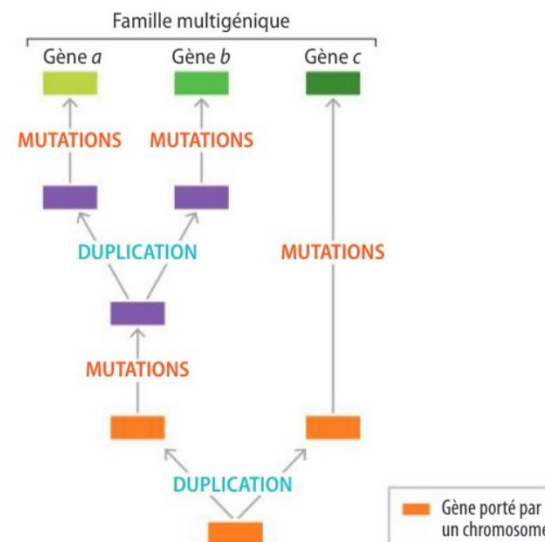 Famille multigénique
Gène a Gène b Gène c
MUTATIONS MUTATIONS
DUPLICATION MUTATIONS
MUTATIONS
DUPLICATION
Gène porté par
un chromosome